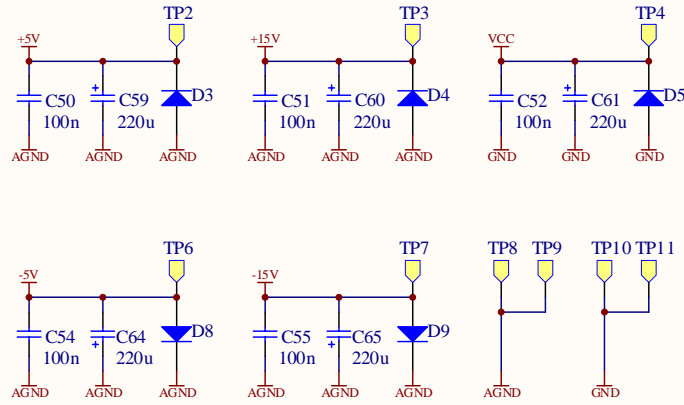 TP2 TP3 TP4
+5V +15V VCC
C50 C59 D3 C51 C60 D4 C52 C61 D5
100n 220u 100n 220u 100n 220u
AGND AGND AGND AGND AGND AGND GND GND GND
TP6 TP7 TP8 TP9 TP10 TP11
-5V -15V
C54 C64 D8 C55 C65 D9
100n 220u 100n 220u
AGND AGND AGND AGND AGND AGND AGND GND